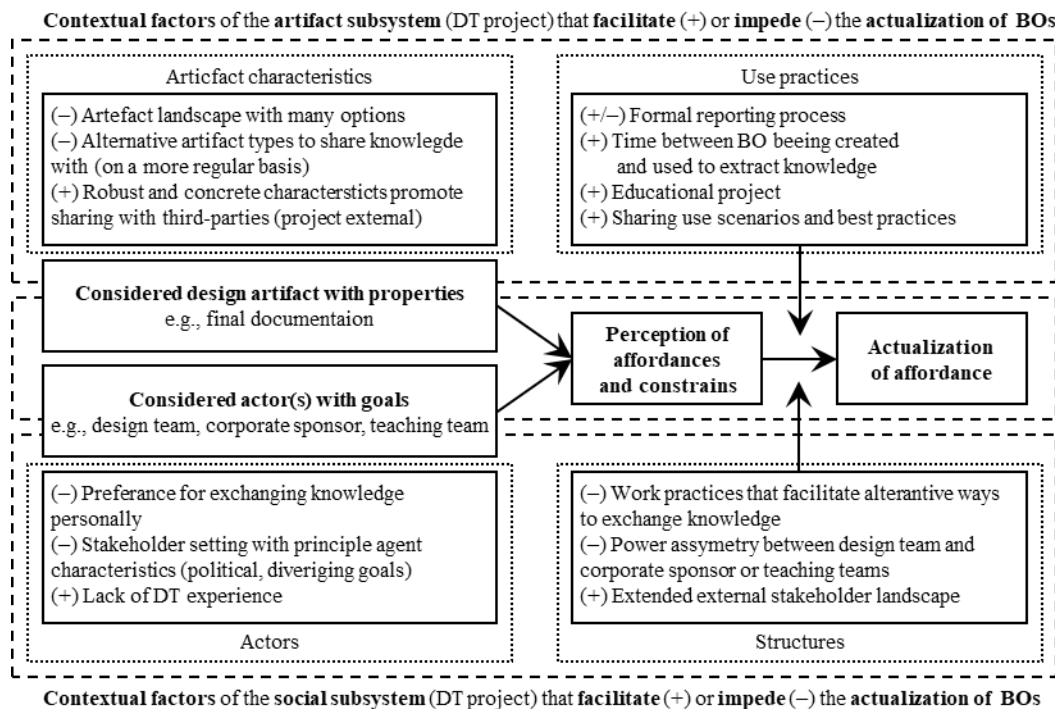 Contextual factors of the artifact subsystem (DT project) that facilitate (+) or impede (–) the actualization of BOs
Articfact characteristics
(–) Artefact landscape with many options
(–) Alternative artifact types to share knowlegde
with (on a more regular basis)
(+) Robust and concrete charactersticts promote
sharing with third-parties (project external)
Use practices
(+/–) Formal reporting process
(+) Time between BO beeing created
and used to extract knowledge
(+) Educational project
(+) Sharing use scenarios and best practices
Considered design artifact with properties
e.g., final documentaion
Considered actor(s) with goals
e.g., design team, corporate sponsor, teaching team
Perception of
affordances
and constrains
Actualization
of affordance
(–) Preferance for exchanging knowledge
personally
(–) Stakeholder setting with principle agent
characteristics (political, diveriging goals)
(+) Lack of DT experience
Actors
(–) Work practices that facilitate alterantive ways
to exchange knowledge
(–) Power assymetry between design team and
corporate sponsor or teaching teams
(+) Extended external stakeholder landscape
Structures
Contextual factors of the social subsystem (DT project) that facilitate (+) or impede (–) the actualization of BOs